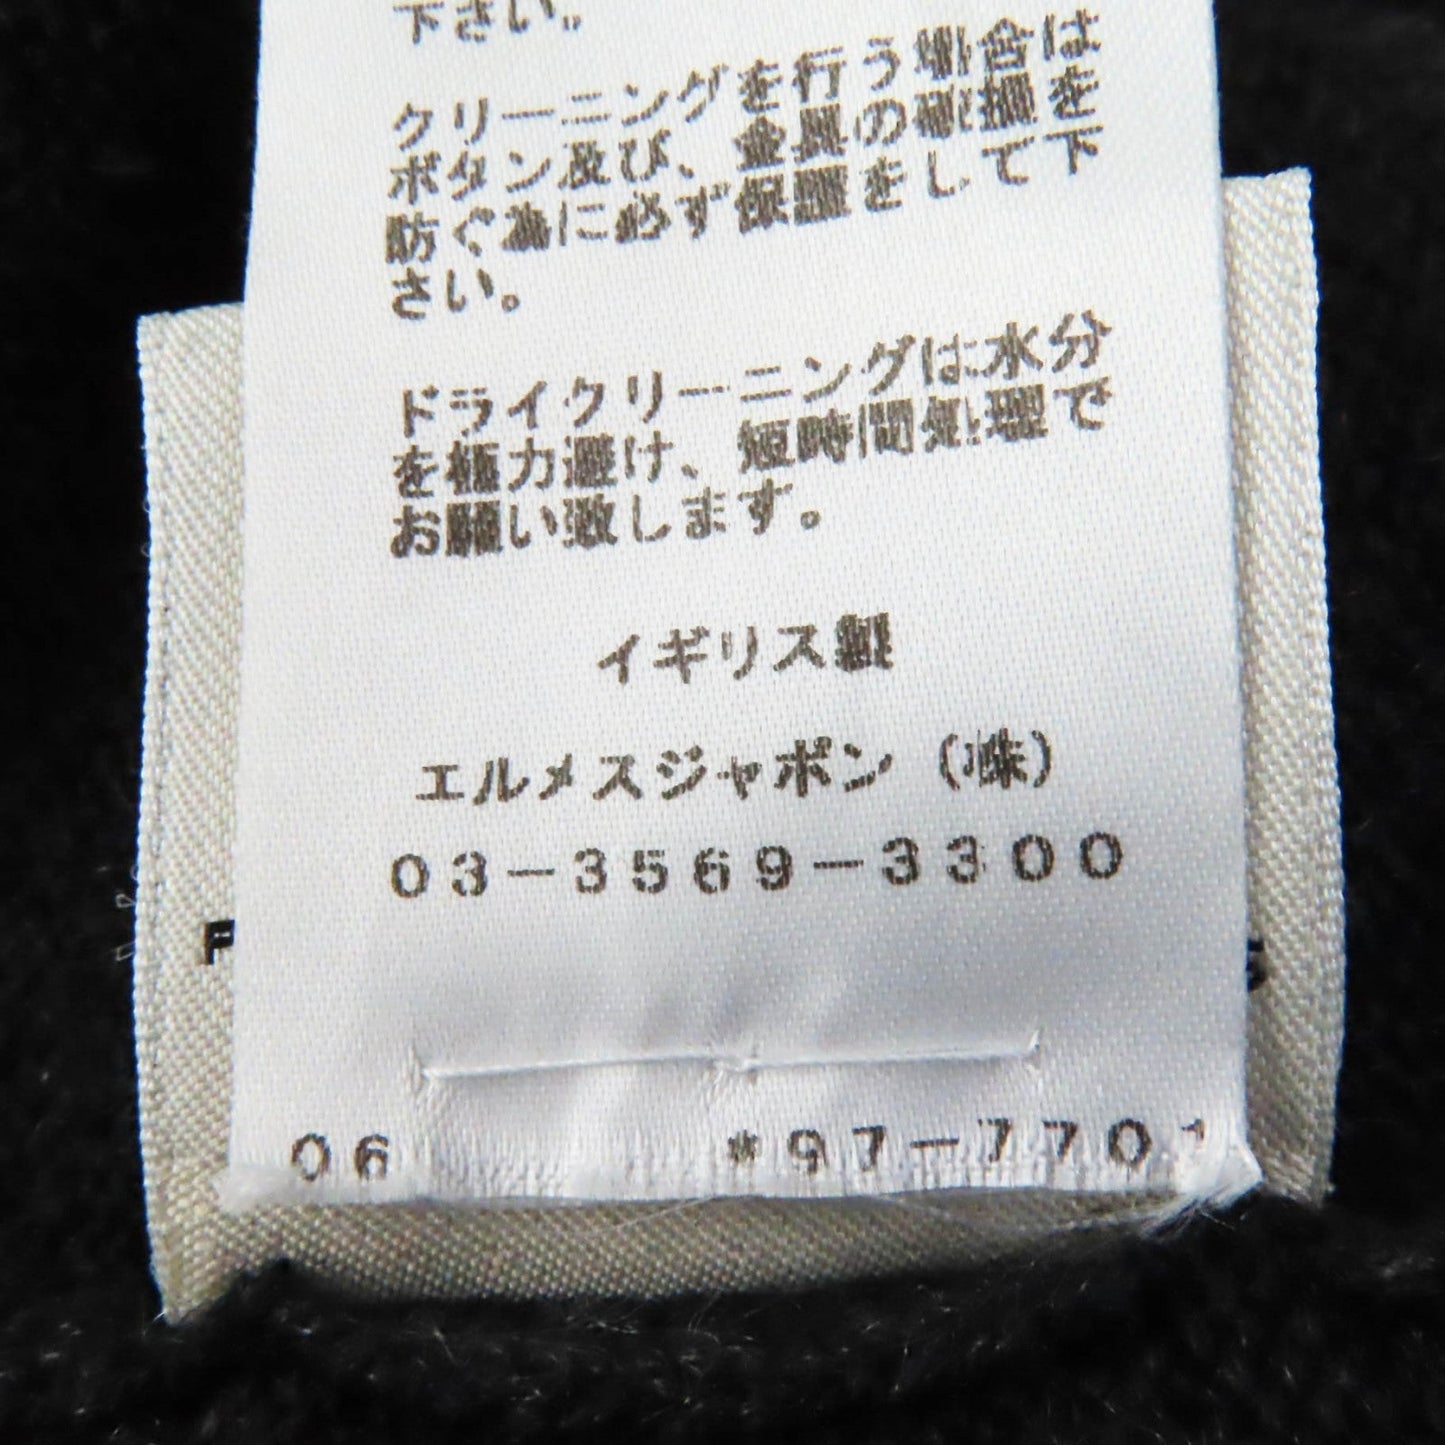 下さい。
クリーニングを行う場合は
ボタン及び、金具の破損を
防ぐ為に必ず保護をして下
さい。
ドライクリーニングは水分
を極力避け、短時間処理で
お願い致します。
イギリス製
エルメスジャポン（株）
03-3569-3300
06 *97-7701